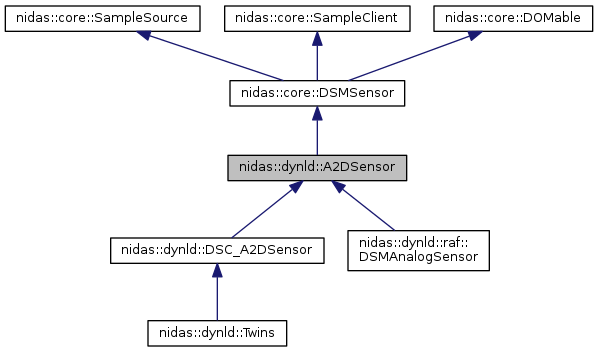 nidas::core::SampleSource
nidas::core::SampleClient
nidas::core::DOMable
nidas::core::DSMSensor
nidas::dynld::A2DSensor
nidas::dynld::DSC_A2DSensor
nidas::dynld::raf::
DSMAnalogSensor
nidas::dynld::Twins